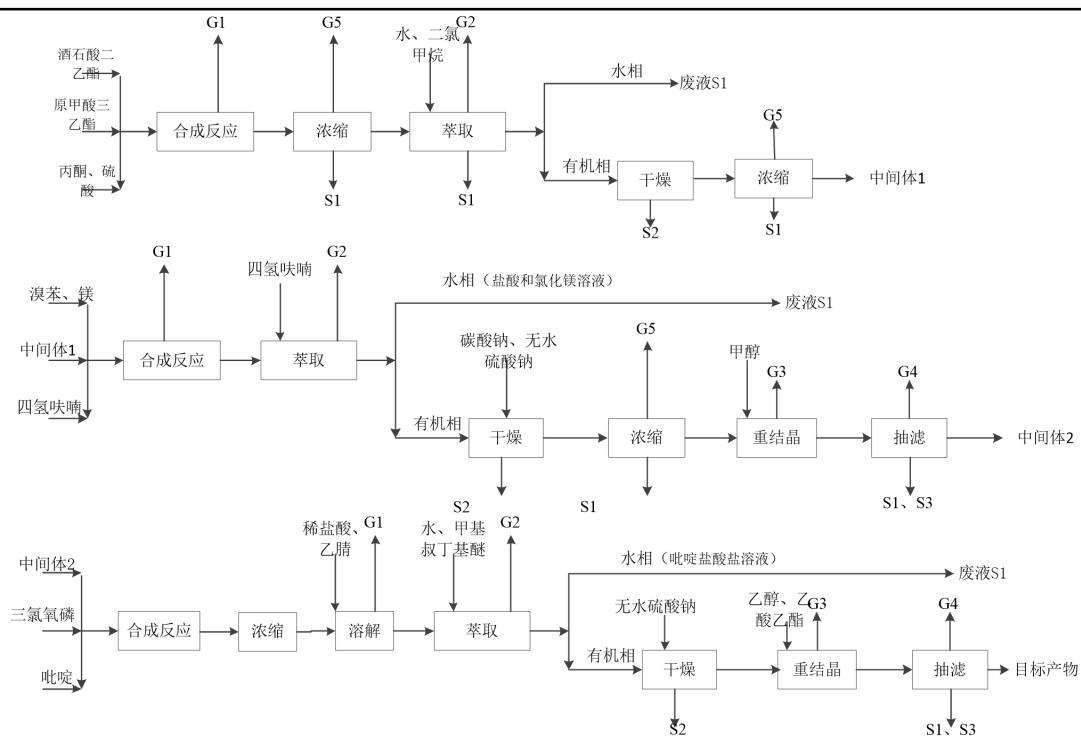 G1
G5
水、二氯
甲烷
G2
酒石酸二
乙酯
原甲酸三
乙酯
丙酮、硫
酸
合成反应
浓缩
萃取
S1
S1
水相
废液S1
有机相
干燥
S2
G5
浓缩
S1
中间体1
G1
四氢呋喃
G2
溴苯、镁
中间体1
四氢呋喃
合成反应
萃取
水相（盐酸和氯化镁溶液）
废液S1
碳酸钠、无水
硫酸钠
G5
甲醇
G3
G4
有机相
干燥
浓缩
重结晶
抽滤
中间体2
S2
S1
S1、S3
稀盐酸、
乙腈
G1
水、甲基
叔丁基醚
G2
中间体2
三氯氧磷
吡啶
合成反应
浓缩
溶解
萃取
水相（吡啶盐酸盐溶液）
废液S1
无水硫酸钠
乙醇、乙
酸乙酯
G3
G4
有机相
干燥
重结晶
抽滤
目标产物
S2
S1、S3